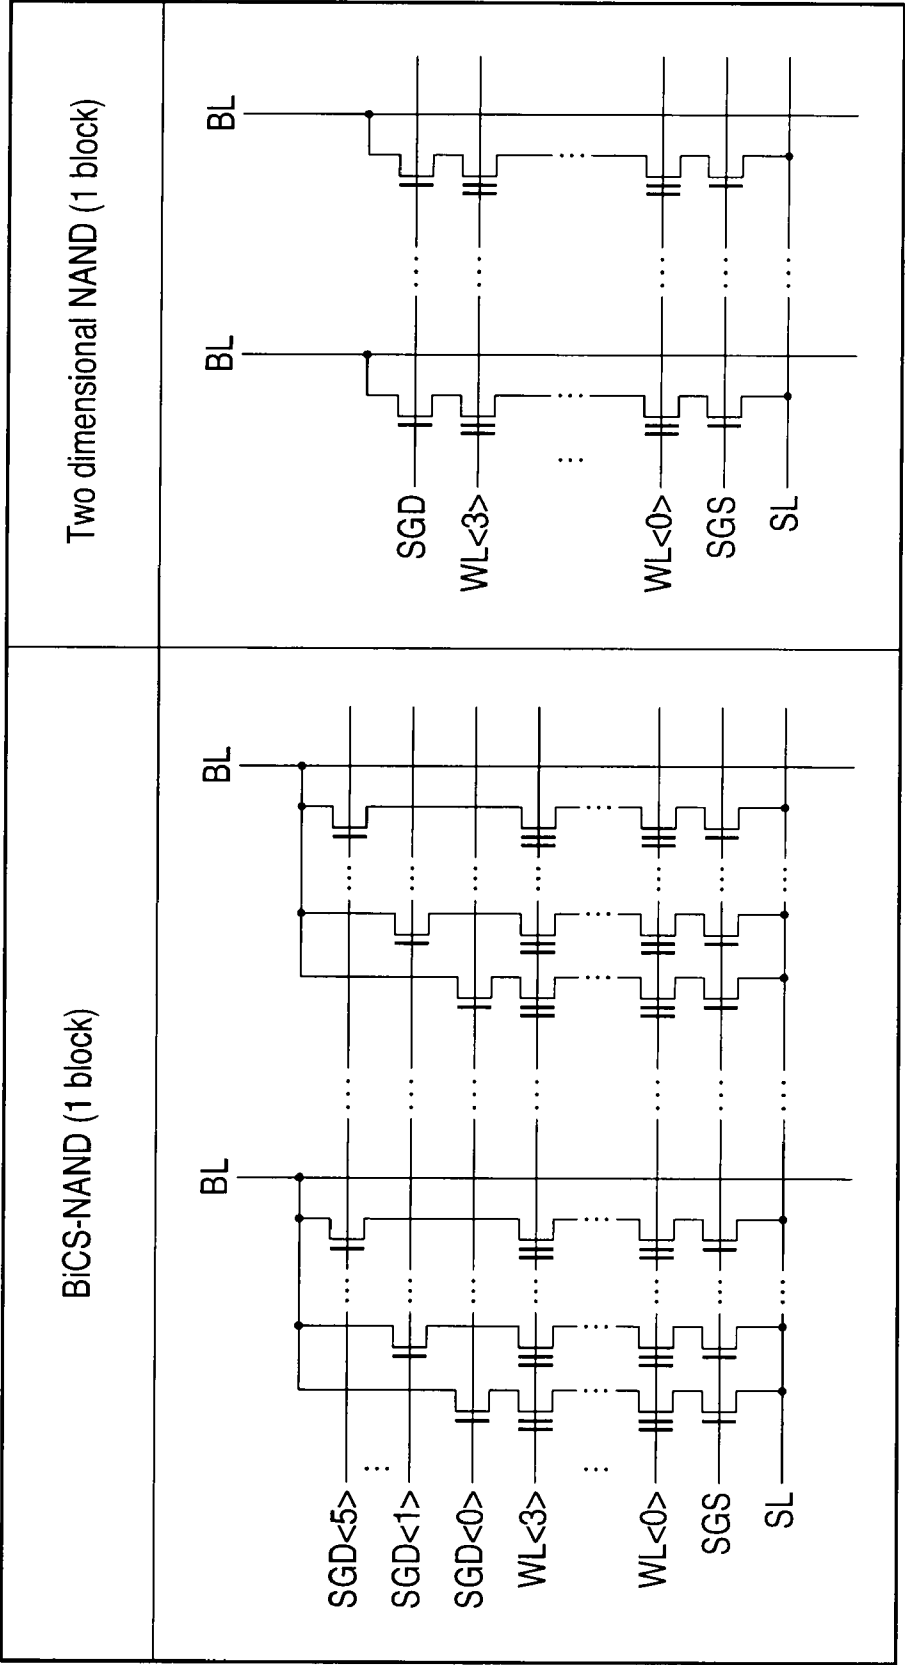 BiCS-NAND (1 block)
Two dimensional NAND (1 block)
BL
BL
SGD<5>
SGD<1>
SGD<0>
WL<3>
WL<0>
SGS
SL
BL
BL
SGD
WL<3>
WL<0>
SGS
SL